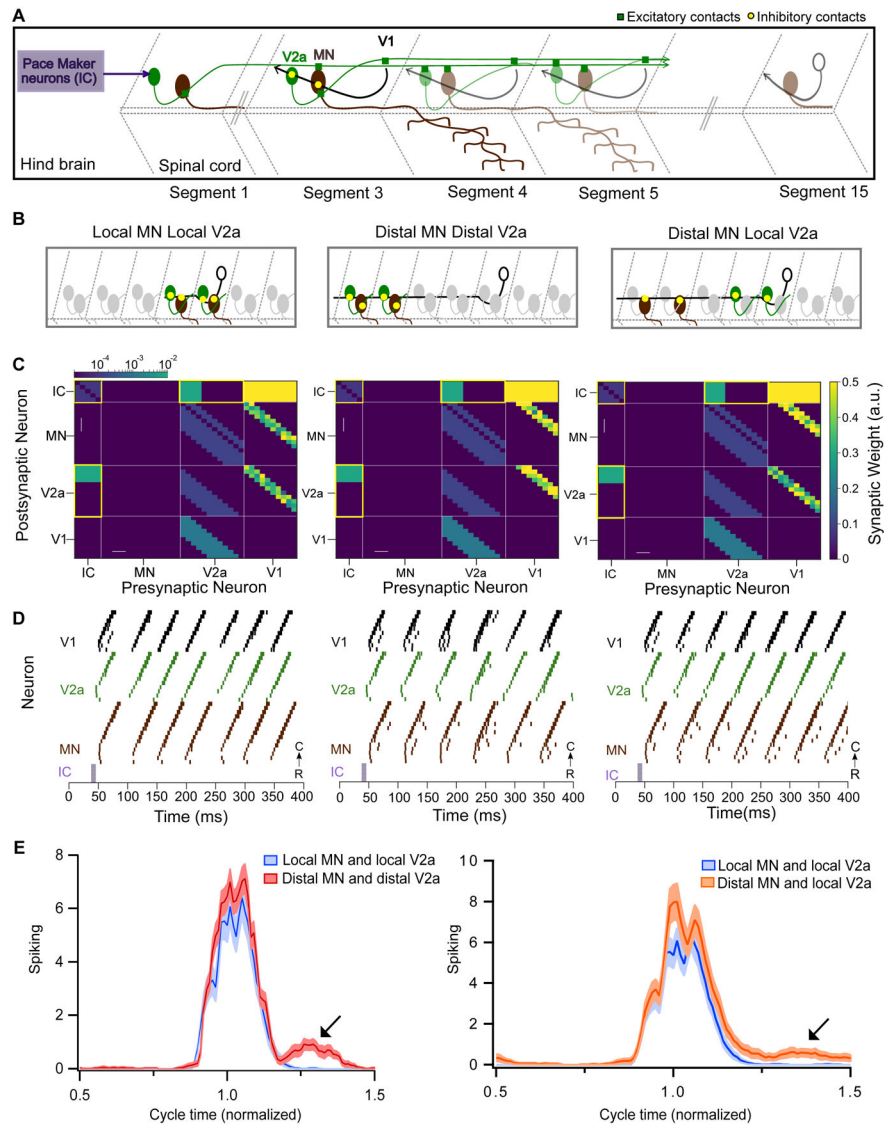 A
Excitatory contacts
Inhibitory contacts
Pace Maker
neurons (IC)
V2a
MN
V1
Hind brain
Spinal cord
Segment 1
Segment 3
Segment 4
Segment 5
Segment 15
B
Local MN Local V2a
Distal MN Distal V2a
Distal MN Local V2a
C
10-4
10-3
10-2
Postsynaptic Neuron
IC
MN
V2a
V1
IC
MN
V2a
V1
Presynaptic Neuron
IC
MN
V2a
V1
IC
MN
V2a
V1
Presynaptic Neuron
IC
MN
V2a
V1
IC
MN
V2a
V1
Presynaptic Neuron
0.5
0.4
0.3
0.2
0.1
0
Synaptic Weight (a.u.)
D
Neuron
V1
V2a
MN
IC
C
R
0 50 100 150 200 250 300 350 400
Time (ms)
V1
V2a
MN
IC
C
R
0 50 100 150 200 250 300 350 400
Time (ms)
V1
V2a
MN
IC
C
R
0 50 100 150 200 250 300 350 400
Time(ms)
E
Local MN and local V2a
Distal MN and distal V2a
Spiking
8
6
4
2
0
0.5 1.0 1.5
Cycle time (normalized)
Local MN and local V2a
Distal MN and local V2a
Spiking
10
8
6
4
2
0
0.5 1.0 1.5
Cycle time (normalized)